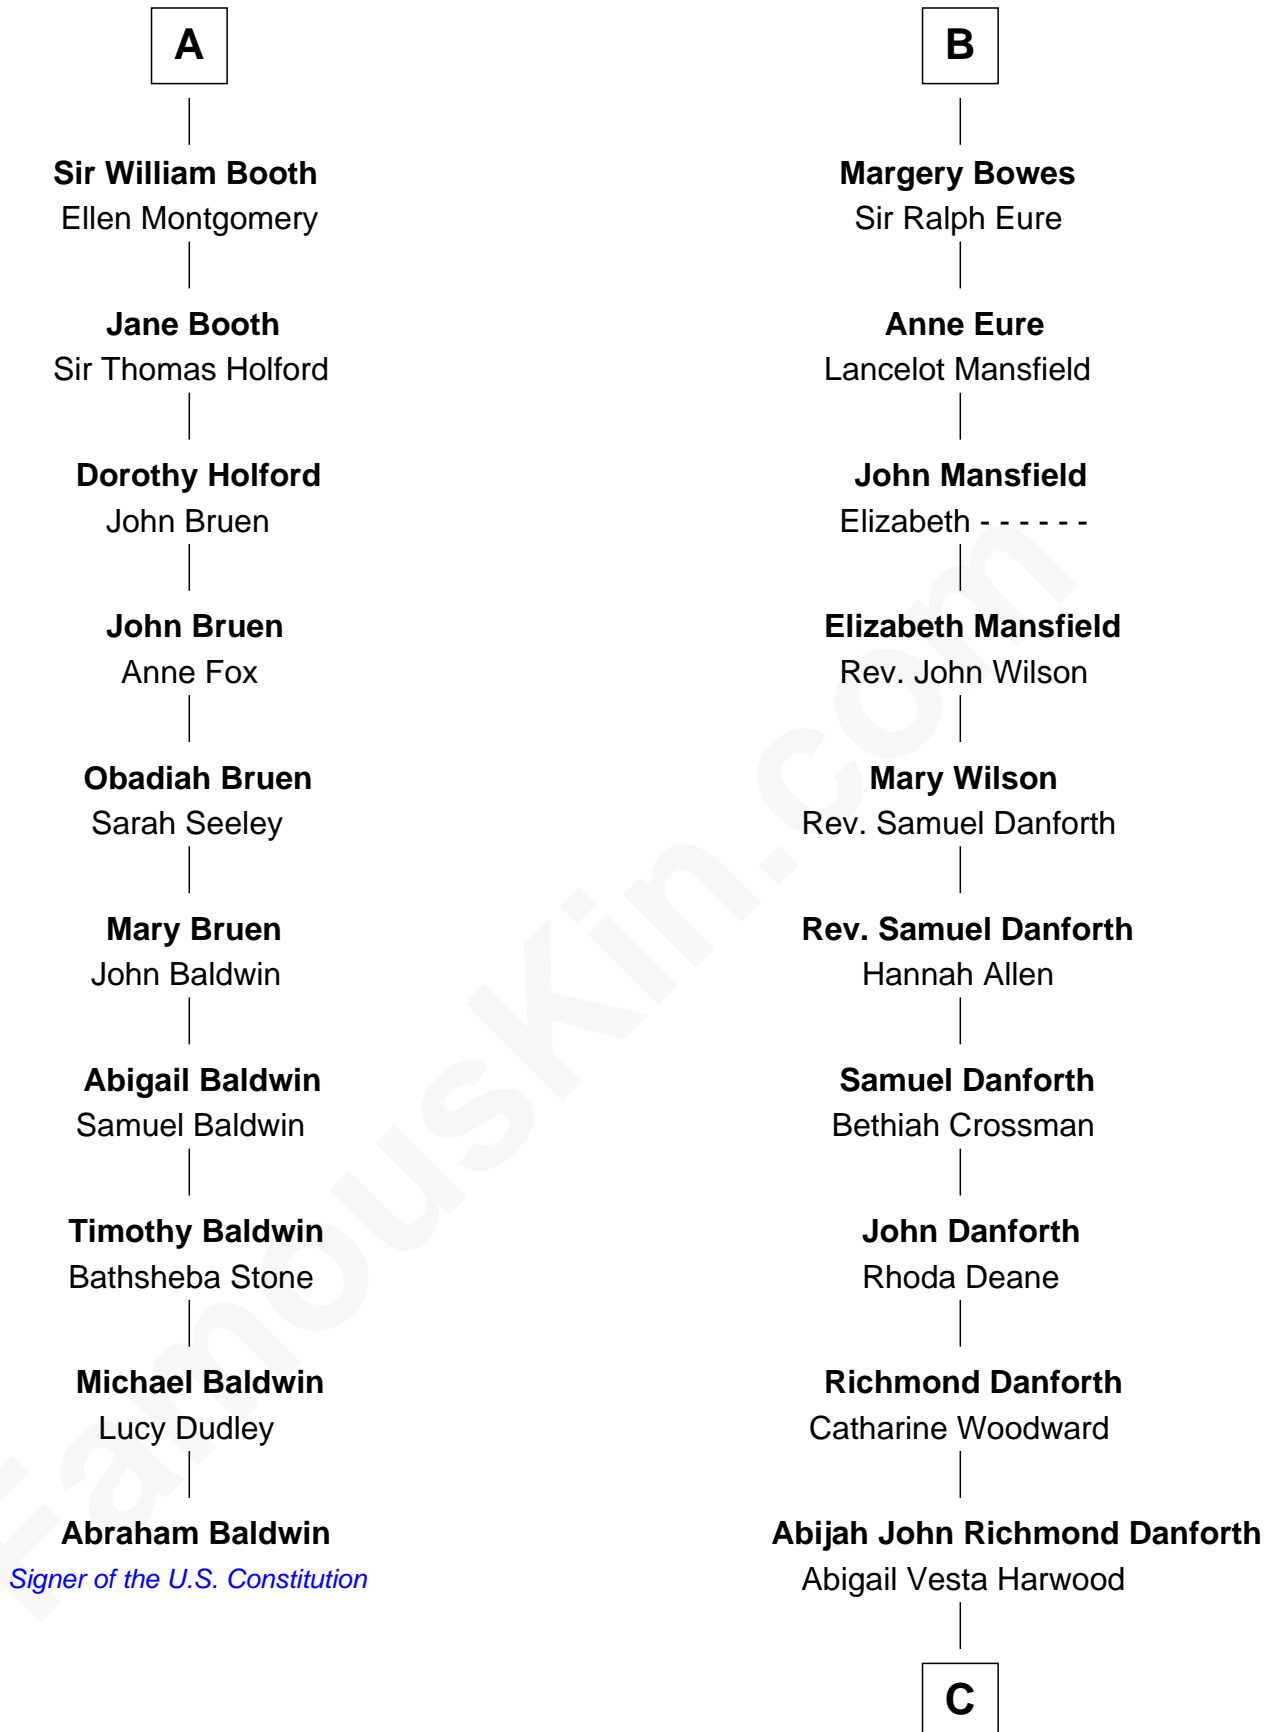 A
Sir William Booth
Ellen Montgomery
Jane Booth
Sir Thomas Holford
Dorothy Holford
John Bruen
John Bruen
Anne Fox
Obadiah Bruen
Sarah Seeley
Mary Bruen
John Baldwin
Abigail Baldwin
Samuel Baldwin
Timothy Baldwin
Bathsheba Stone
Michael Baldwin
Lucy Dudley
Abraham Baldwin
Signer of the U.S. Constitution
B
Margery Bowes
Sir Ralph Eure
Anne Eure
Lancelot Mansfield
John Mansfield
Elizabeth - - - - - -
Elizabeth Mansfield
Rev. John Wilson
Mary Wilson
Rev. Samuel Danforth
Rev. Samuel Danforth
Hannah Allen
Samuel Danforth
Bethiah Crossman
John Danforth
Rhoda Deane
Richmond Danforth
Catharine Woodward
Abijah John Richmond Danforth
Abigail Vesta Harwood
C
FamousKin.com